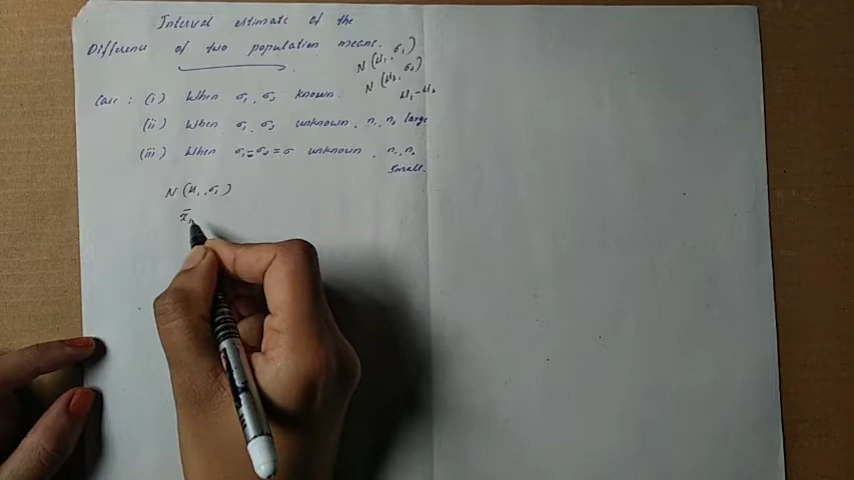 Interval estimate of the
Difference of two population means.
N (μ₁, σ₁)
N (μ₂, σ₂)
μ₁-μ₂
Case : (i) When σ₁, σ₂ known.
(ii) When σ₁, σ₂ unknown, n₁, n₂ large
(iii) When σ₁=σ₂=σ unknown, n₁, n₂
small.
N (μ₁, σ₁)
x̄₁